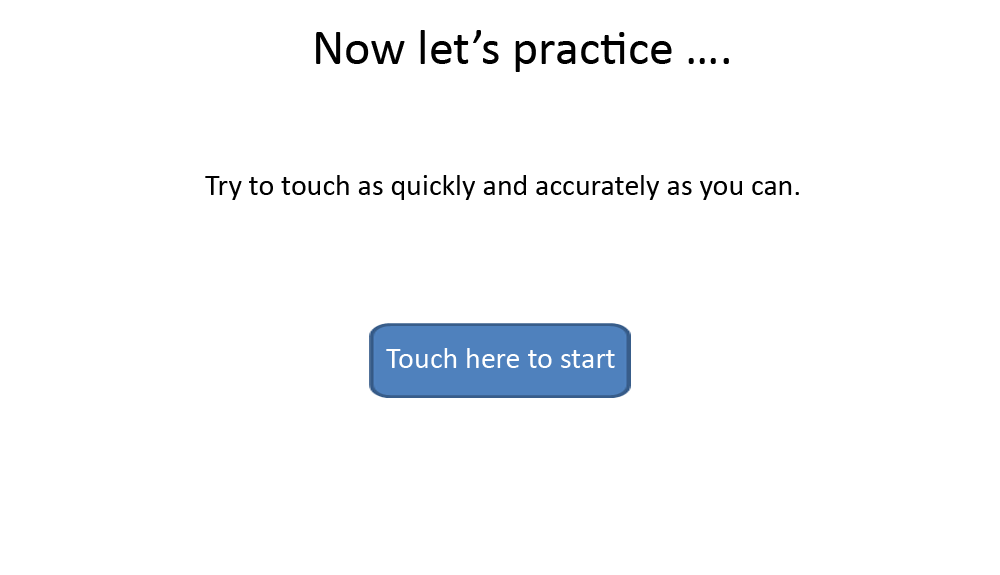 Now let’s practice ....
Try to touch as quickly and accurately as you can.
Touch here to start